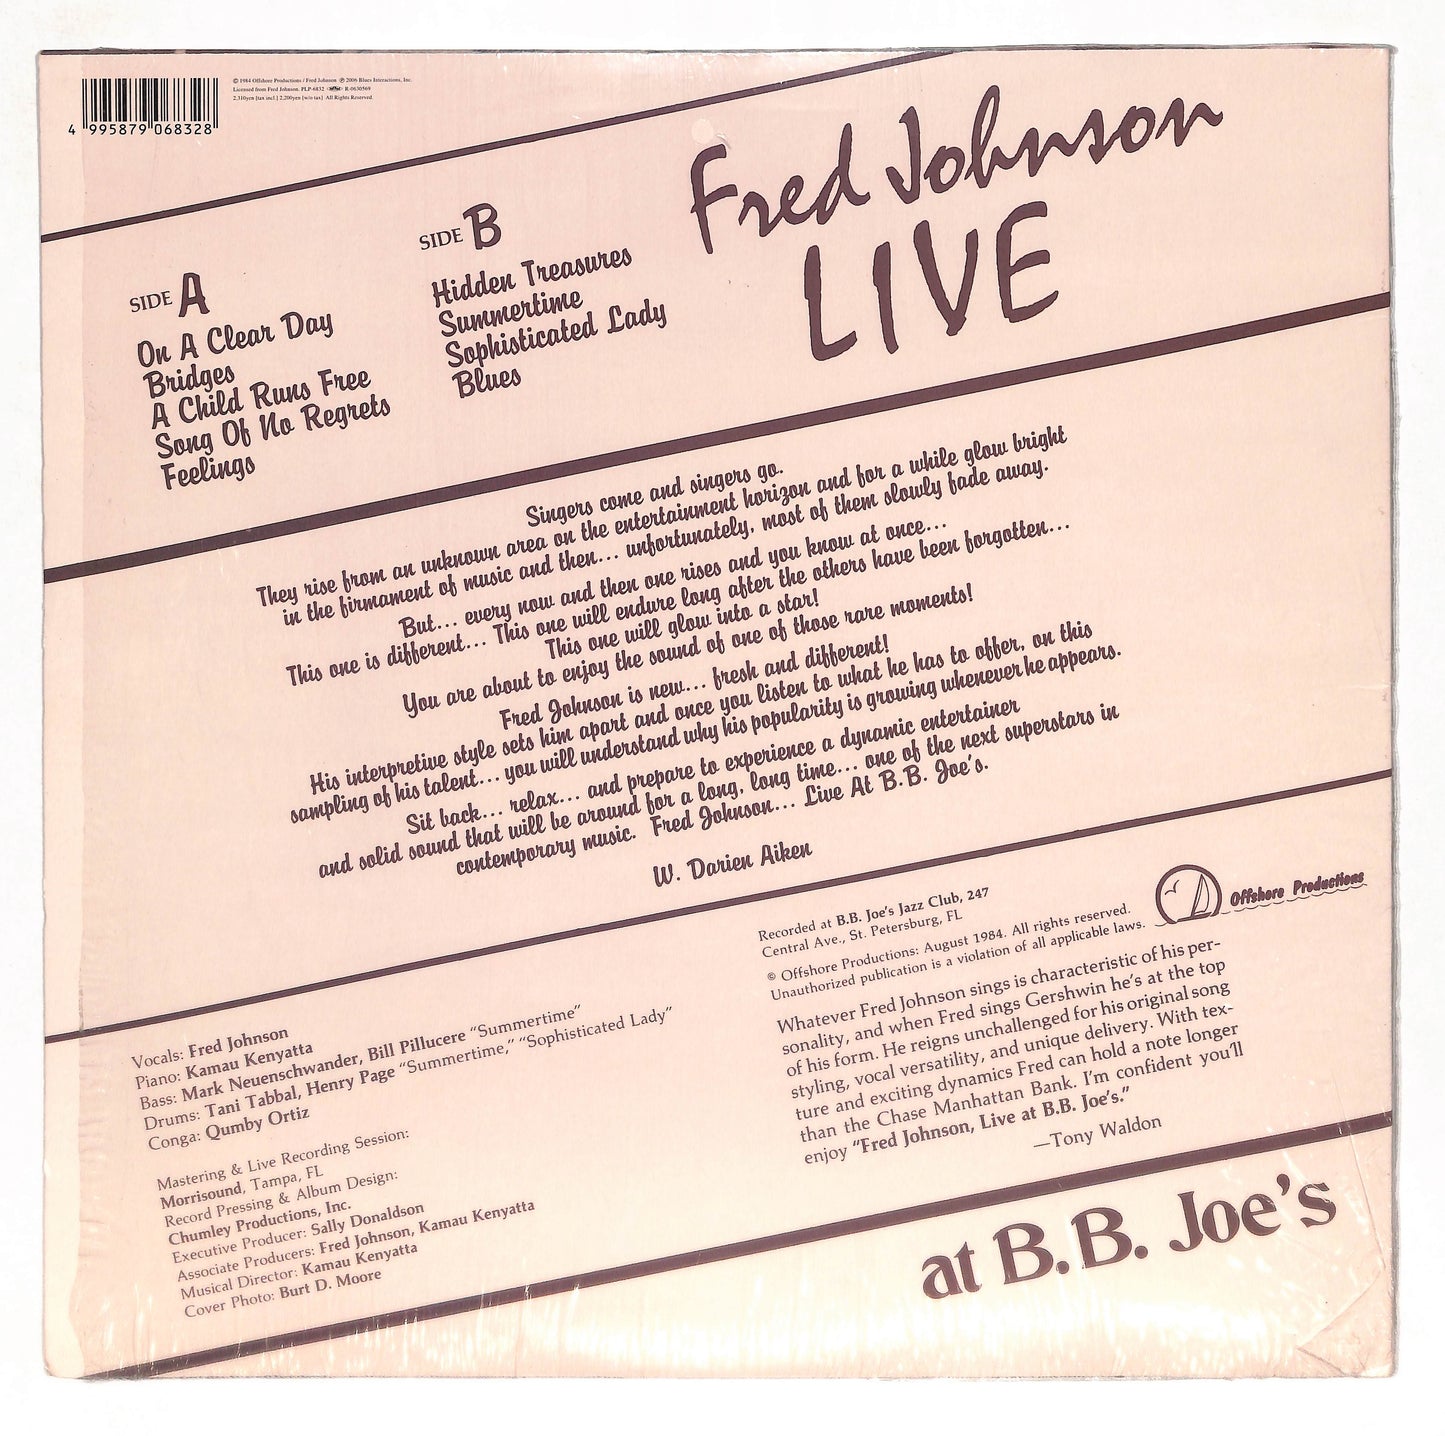 4 995879 068328
© 1984 Offshore Productions / Fred Johnson ℗ 2006 Blues Interactions, Inc.
Licensed from Fred Johnson. PLP-6832 R-0630569
2,310yen [tax incl.] 2,200yen [w/o tax] All Rights Reserved.
Fred Johnson
LIVE
SIDE A
On A Clear Day
Bridges
A Child Runs Free
Song Of No Regrets
Feelings
SIDE B
Hidden Treasures
Summertime
Sophisticated Lady
Blues
Singers come and singers go.
They rise from an unknown area on the entertainment horizon and for a while glow bright
in the firmament of music and then... unfortunately, most of them slowly fade away.
But... every now and then one rises and you know at once...
This one is different... This one will endure long after the others have been forgotten...
This one will glow into a star!
You are about to enjoy the sound of one of those rare moments!
Fred Johnson is new... fresh and different!
His interpretive style sets him apart and once you listen to what he has to offer, on this
sampling of his talent... you will understand why his popularity is growing whenever he appears.
Sit back... relax... and prepare to experience a dynamic entertainer
and solid sound that will be around for a long, long time... one of the next superstars in
contemporary music. Fred Johnson... Live At B.B. Joe's.
W. Darien Aiken
Vocals: Fred Johnson
Piano: Kamau Kenyatta
Bass: Mark Neuenschwander, Bill Pillucere "Summertime"
Drums: Tani Tabbal, Henry Page "Summertime," "Sophisticated Lady"
Conga: Qumby Ortiz
Mastering & Live Recording Session:
Morrisound, Tampa, FL
Record Pressing & Album Design:
Chumley Productions, Inc.
Executive Producer: Sally Donaldson
Associate Producers: Fred Johnson, Kamau Kenyatta
Musical Director: Kamau Kenyatta
Cover Photo: Burt D. Moore
Recorded at B.B. Joe's Jazz Club, 247
Central Ave., St. Petersburg, FL
© Offshore Productions: August 1984. All rights reserved.
Unauthorized publication is a violation of all applicable laws.
Offshore Productions
Whatever Fred Johnson sings is characteristic of his per-
sonality, and when Fred sings Gershwin he's at the top
of his form. He reigns unchallenged for his original song
styling, vocal versatility, and unique delivery. With tex-
ture and exciting dynamics Fred can hold a note longer
than the Chase Manhattan Bank. I'm confident you'll
enjoy "Fred Johnson, Live at B.B. Joe's."
—Tony Waldon
at B.B. Joe's